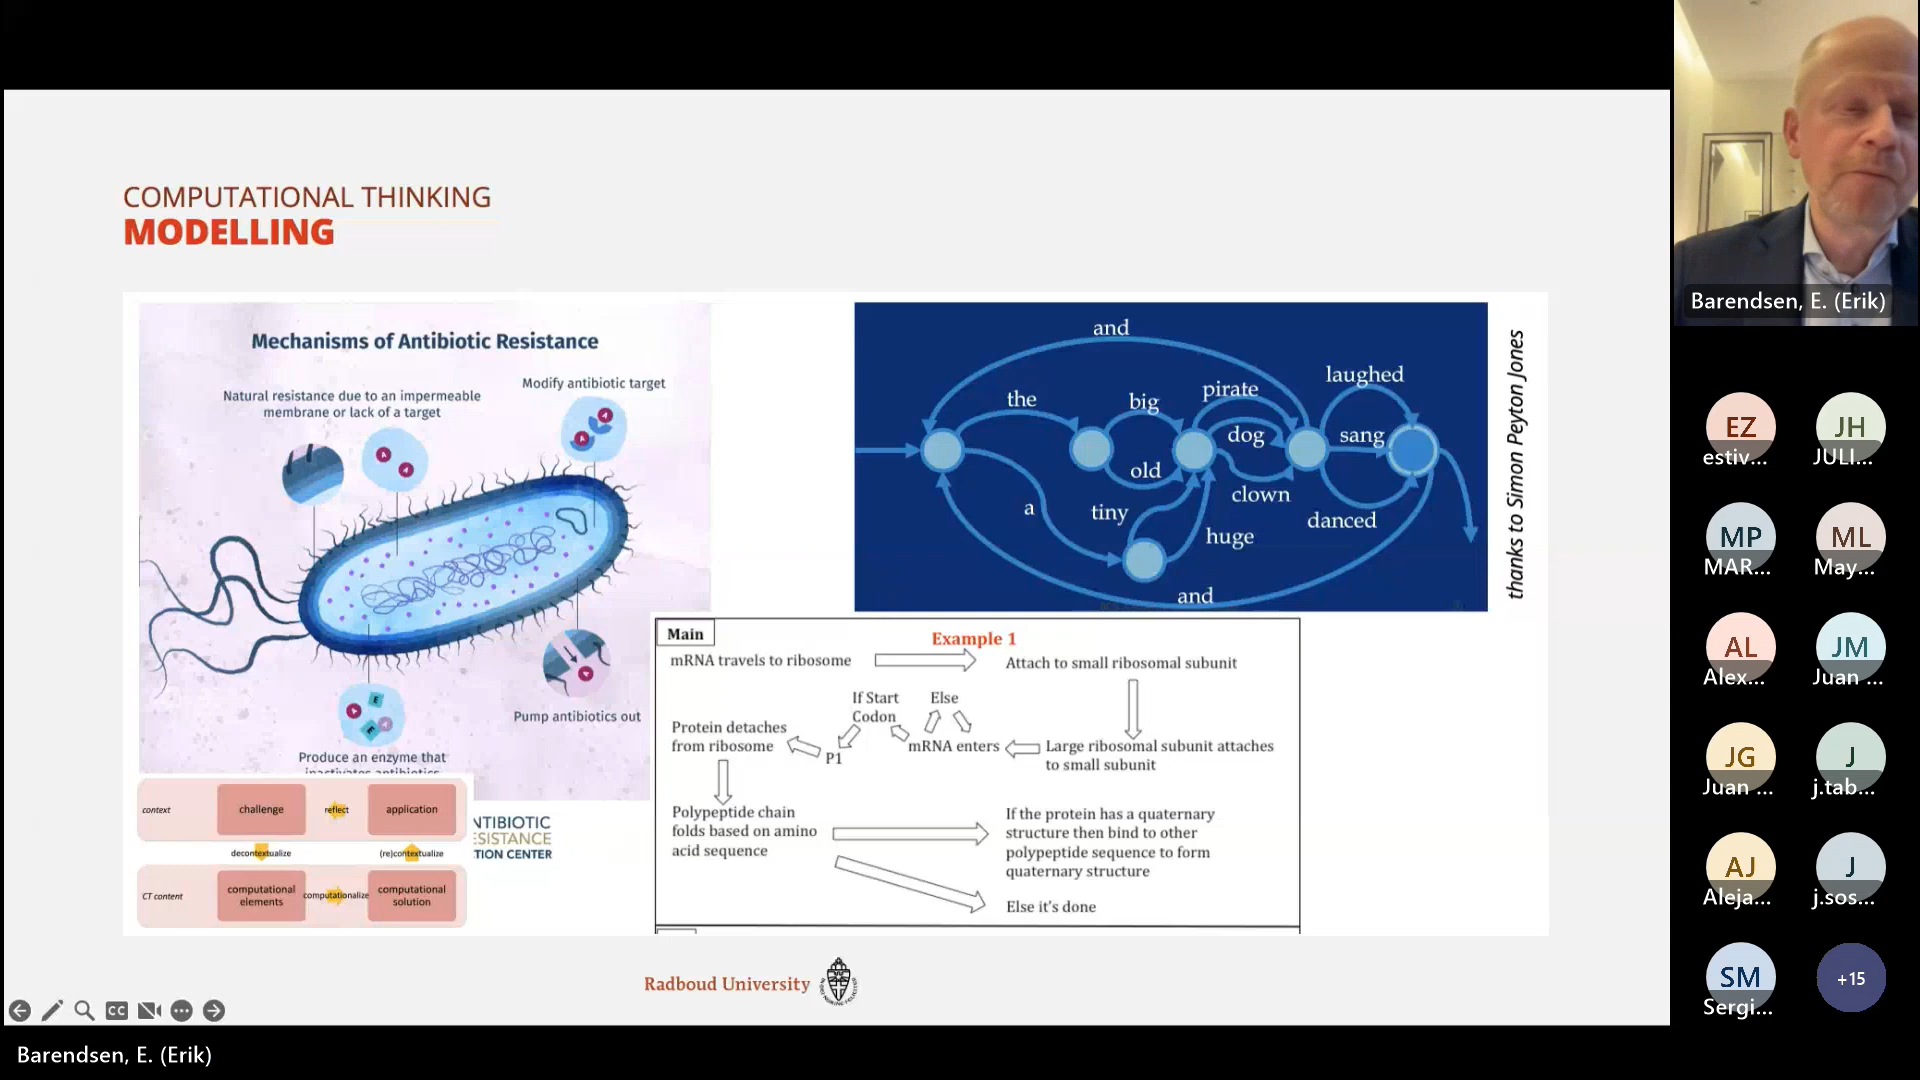 COMPUTATIONAL THINKING
MODELLING
Mechanisms of Antibiotic Resistance
Natural resistance due to an impermeable
membrane or lack of a target
Modify antibiotic target
A
A
A
A
Pump antibiotics out
A
E
A
A
E
Produce an enzyme that
inactivates antibiotics
NTIBIOTIC
ESISTANCE
TION CENTER
context
challenge
reflect
application
decontextualize
(re)contextualize
CT content
computational
elements
computationalize
computational
solution
and
the
big
pirate
laughed
dog
sang
old
a
tiny
clown
huge
danced
and
thanks to Simon Peyton Jones
Main
Example 1
mRNA travels to ribosome
Attach to small ribosomal subunit
If Start
Codon
Else
Protein detaches
from ribosome
P1
mRNA enters
Large ribosomal subunit attaches
to small subunit
Polypeptide chain
folds based on amino
acid sequence
If the protein has a quaternary
structure then bind to other
polypeptide sequence to form
quaternary structure
Else it's done
Radboud University
CC
Barendsen, E. (Erik)
Barendsen, E. (Erik)
EZ
estiv...
JH
JULI...
MP
MAR...
ML
May...
AL
Alex...
JM
Juan ...
JG
Juan ...
J
j.tab...
AJ
Aleja...
J
j.sos...
SM
Sergi...
+15